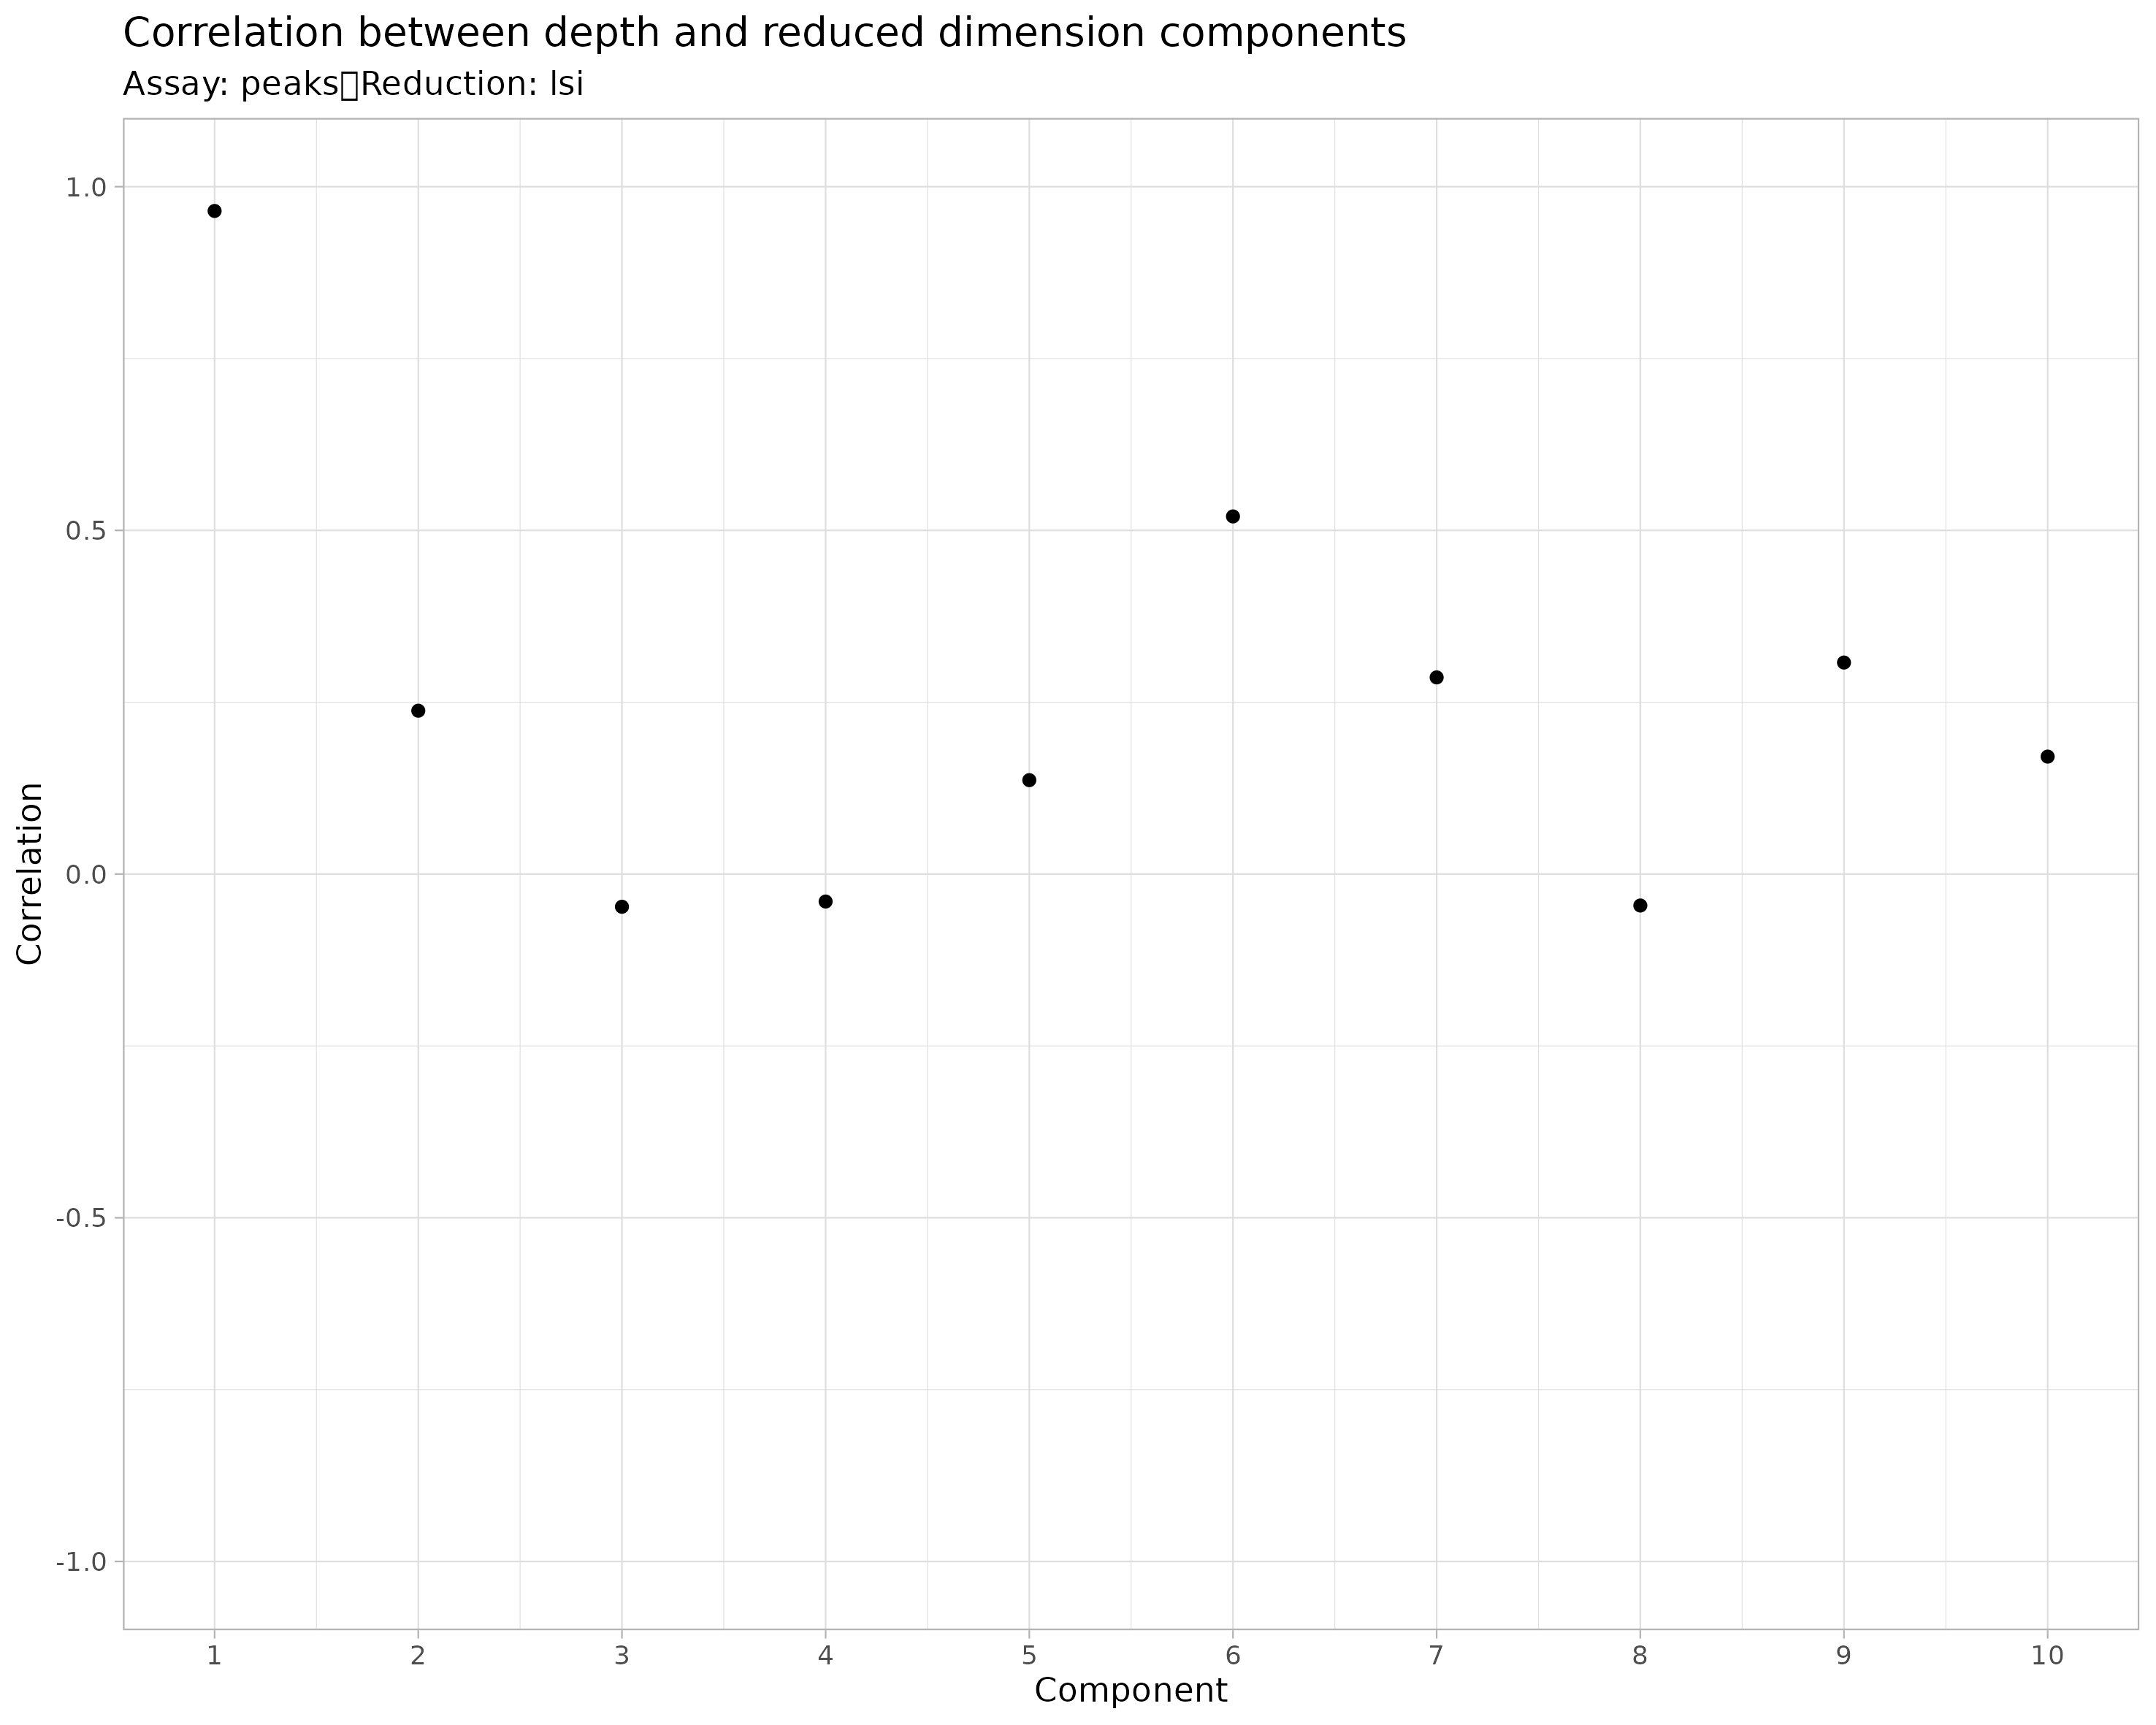 Correlation between depth and reduced dimension components
Assay: peaks▯Reduction: lsi
1.0
0.5
0.0
-0.5
-1.0
Correlation
1 2 3 4 5 6 7 8 9 10
Component